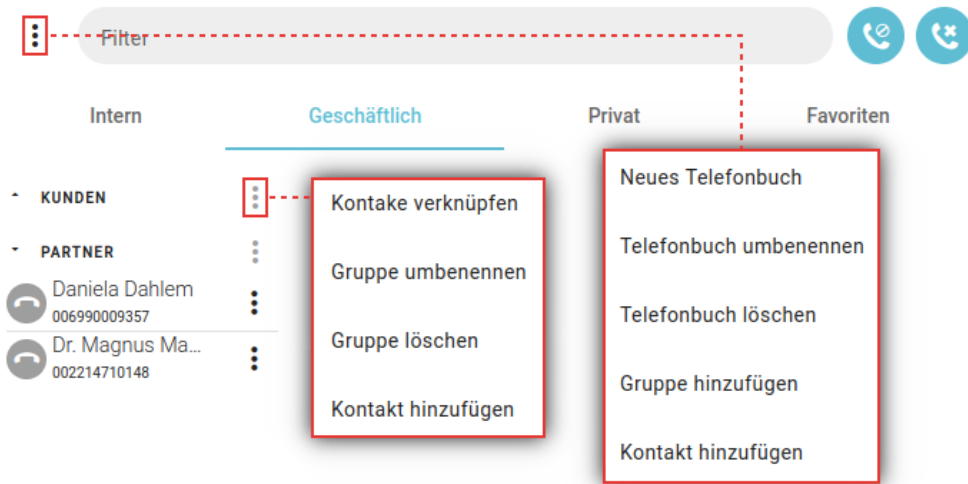 Filter
Intern
Geschäftlich
Privat
Favoriten
KUNDEN
PARTNER
Daniela Dahlem
006990009357
Dr. Magnus Ma...
002214710148
Kontake verknüpfen
Gruppe umbenennen
Gruppe löschen
Kontakt hinzufügen
Neues Telefonbuch
Telefonbuch umbenennen
Telefonbuch löschen
Gruppe hinzufügen
Kontakt hinzufügen